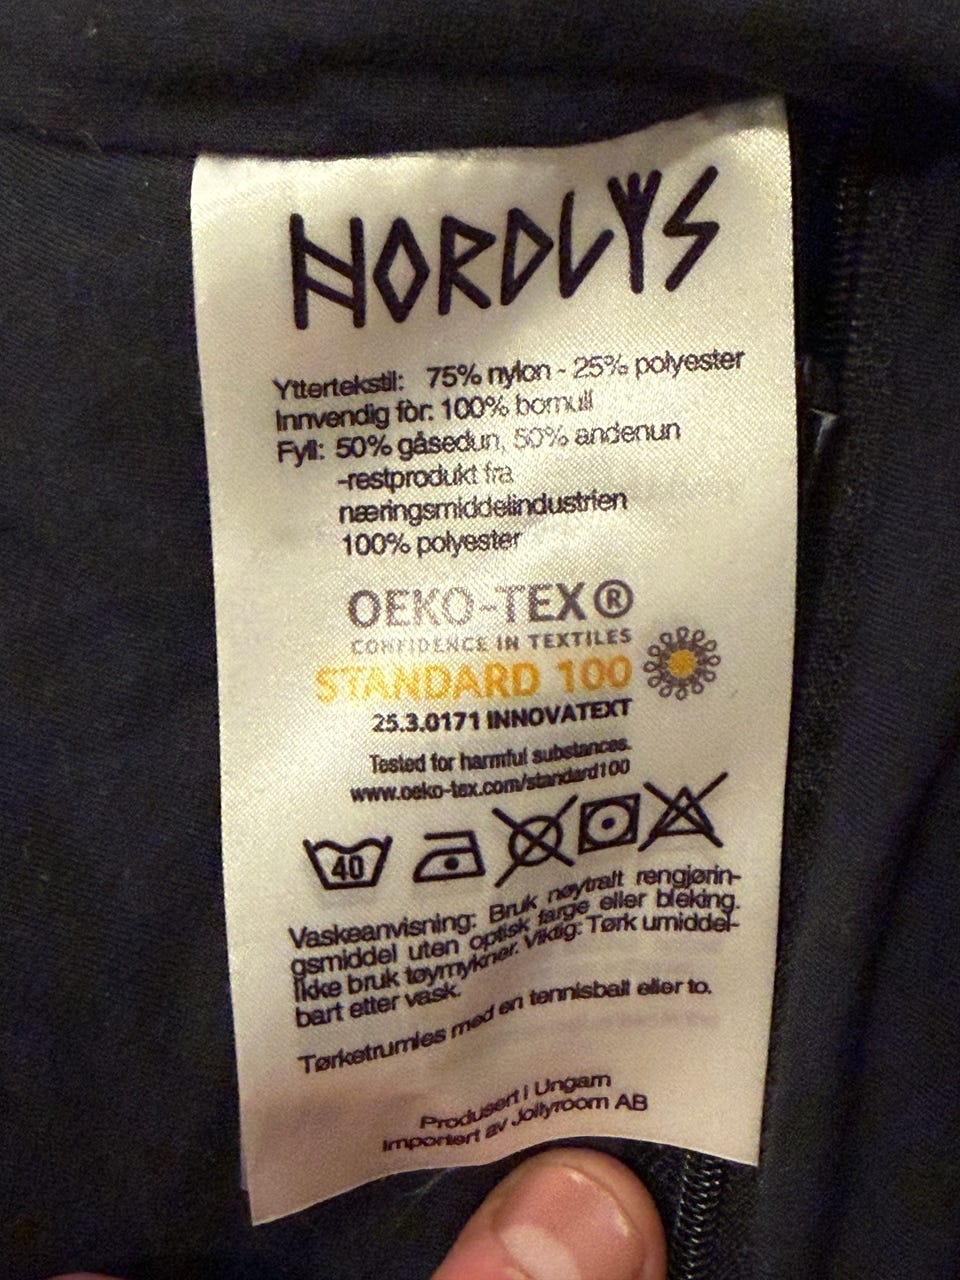 NORDLYS
Yttertekstil: 75% nylon - 25% polyester
Innvendig fòr: 100% bomull
Fyll: 50% gåsedun, 50% andenun
-restprodukt fra
næringsmiddelindustrien
100% polyester
OEKO-TEX®
CONFIDENCE IN TEXTILES
STANDARD 100
25.3.0171 INNOVATEXT
Tested for harmful substances.
www.oeko-tex.com/standard100
40
Vaskeanvisning: Bruk nøytralt rengjørin-
gsmiddel uten optisk farge eller bleking.
Ikke bruk tøymykner. Viktig: Tørk umiddel-
bart etter vask.
Tørketrumles med en tennisball eller to.
Produsert i Ungarn
Importert av Jollyroom AB